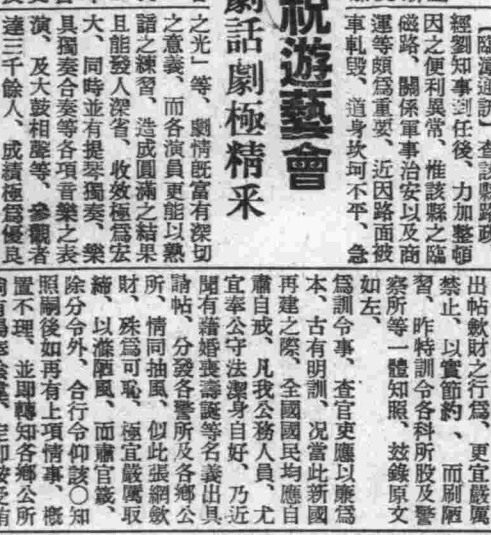 【臨漳通訊】查該縣路政
經劉知事到任後、力加整頓
因之便利異常、惟該縣之臨
磁路、關係軍事治安以及商
運等頗爲重要、近因路面被
車軋毀、道身坎坷不平、急
祝遊藝會
劇話劇極精釆
之光」等、劇情既富有深切
之意義、而各演員更能以熟
諳之練習、造成圓滿之結果
且能發人深省、收效極爲宏
大、同時並有提琴獨奏、樂
具獨奏合奏等各項音樂之表
演、及大鼓相聲等、參觀者
達三千餘人、成績極爲優良
出帖歛財之行爲、更宜嚴厲
禁止、以實節約、而刷陋
習、昨特訓令各科所股及警
察所等一體知照、茲錄原文
如左、
爲訓令事、查官吏應以廉爲
本、古有明訓、况當此新國
再建之際、全國國民均應自
肅自戒、凡我公務人員、尤
宜奉公守法潔身自好、乃近
聞有藉婚喪壽誕等名義出具
請帖、分發各警所及各鄉公
所、情同抽風、似此張網歛
財、殊爲可恥、極宜嚴厲取
締、以滌陋風、而肅官箴、
除分令外、合行令仰該〇知
照嗣後如再有上項情事、槪
置不理、並即轉知各鄉公所